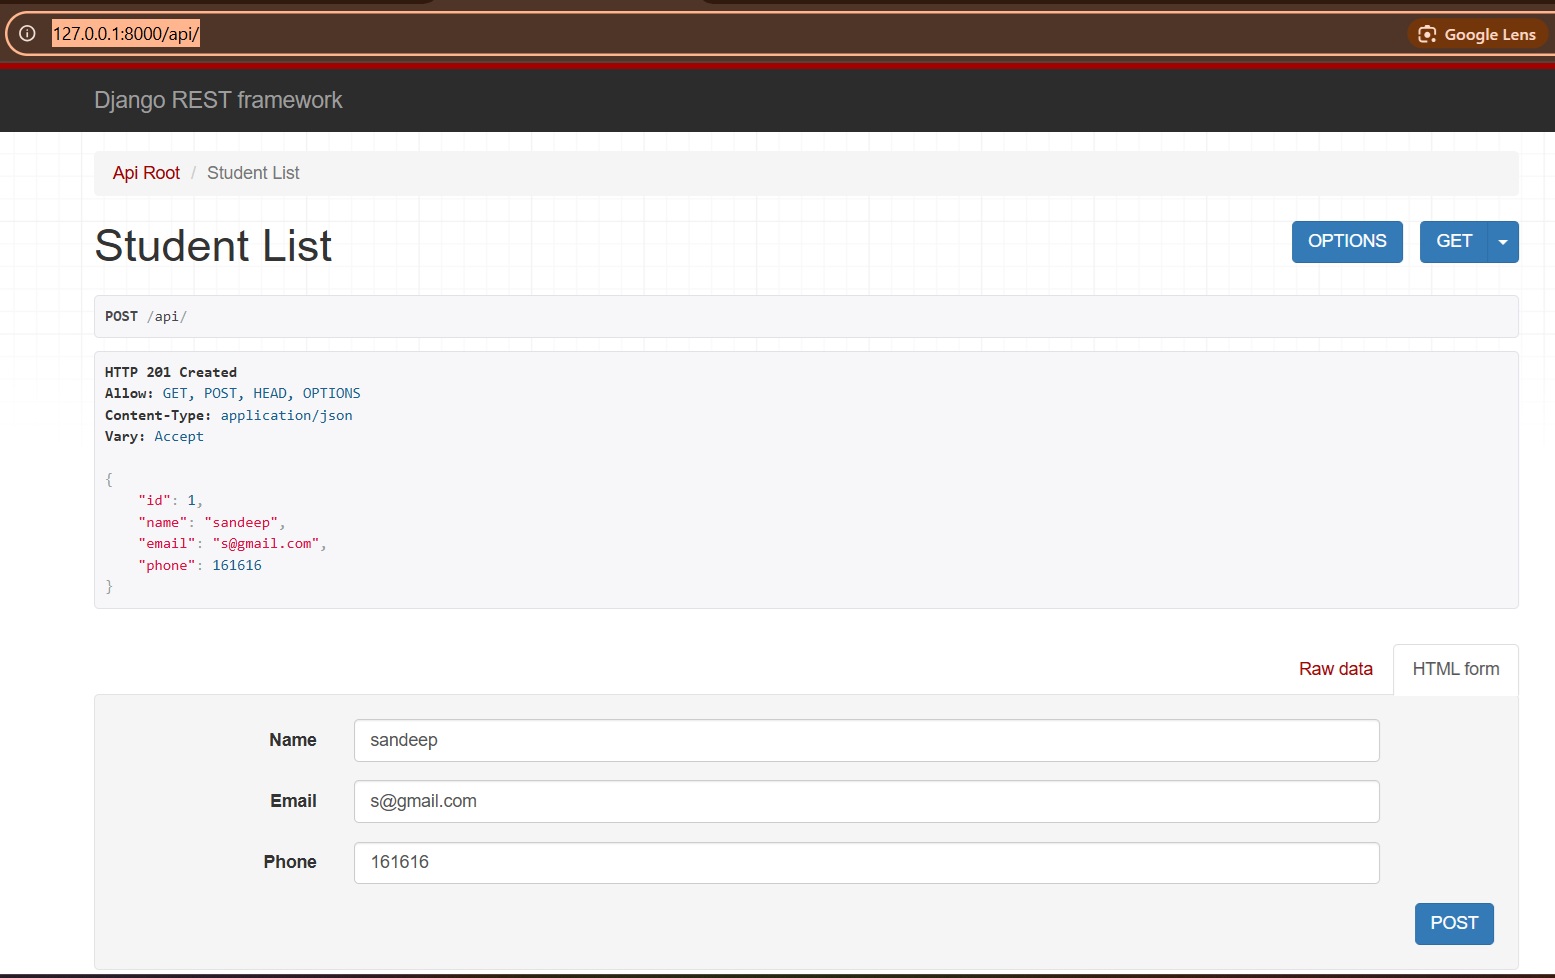 127.0.0.1:8000/api/
Google Lens
Django REST framework
Api Root / Student List
Student List
OPTIONS
GET
POST /api/
HTTP 201 Created
Allow: GET, POST, HEAD, OPTIONS
Content-Type: application/json
Vary: Accept
{
    "id": 1,
    "name": "sandeep",
    "email": "s@gmail.com",
    "phone": 161616
}
Raw data
HTML form
Name
sandeep
Email
s@gmail.com
Phone
161616
POST